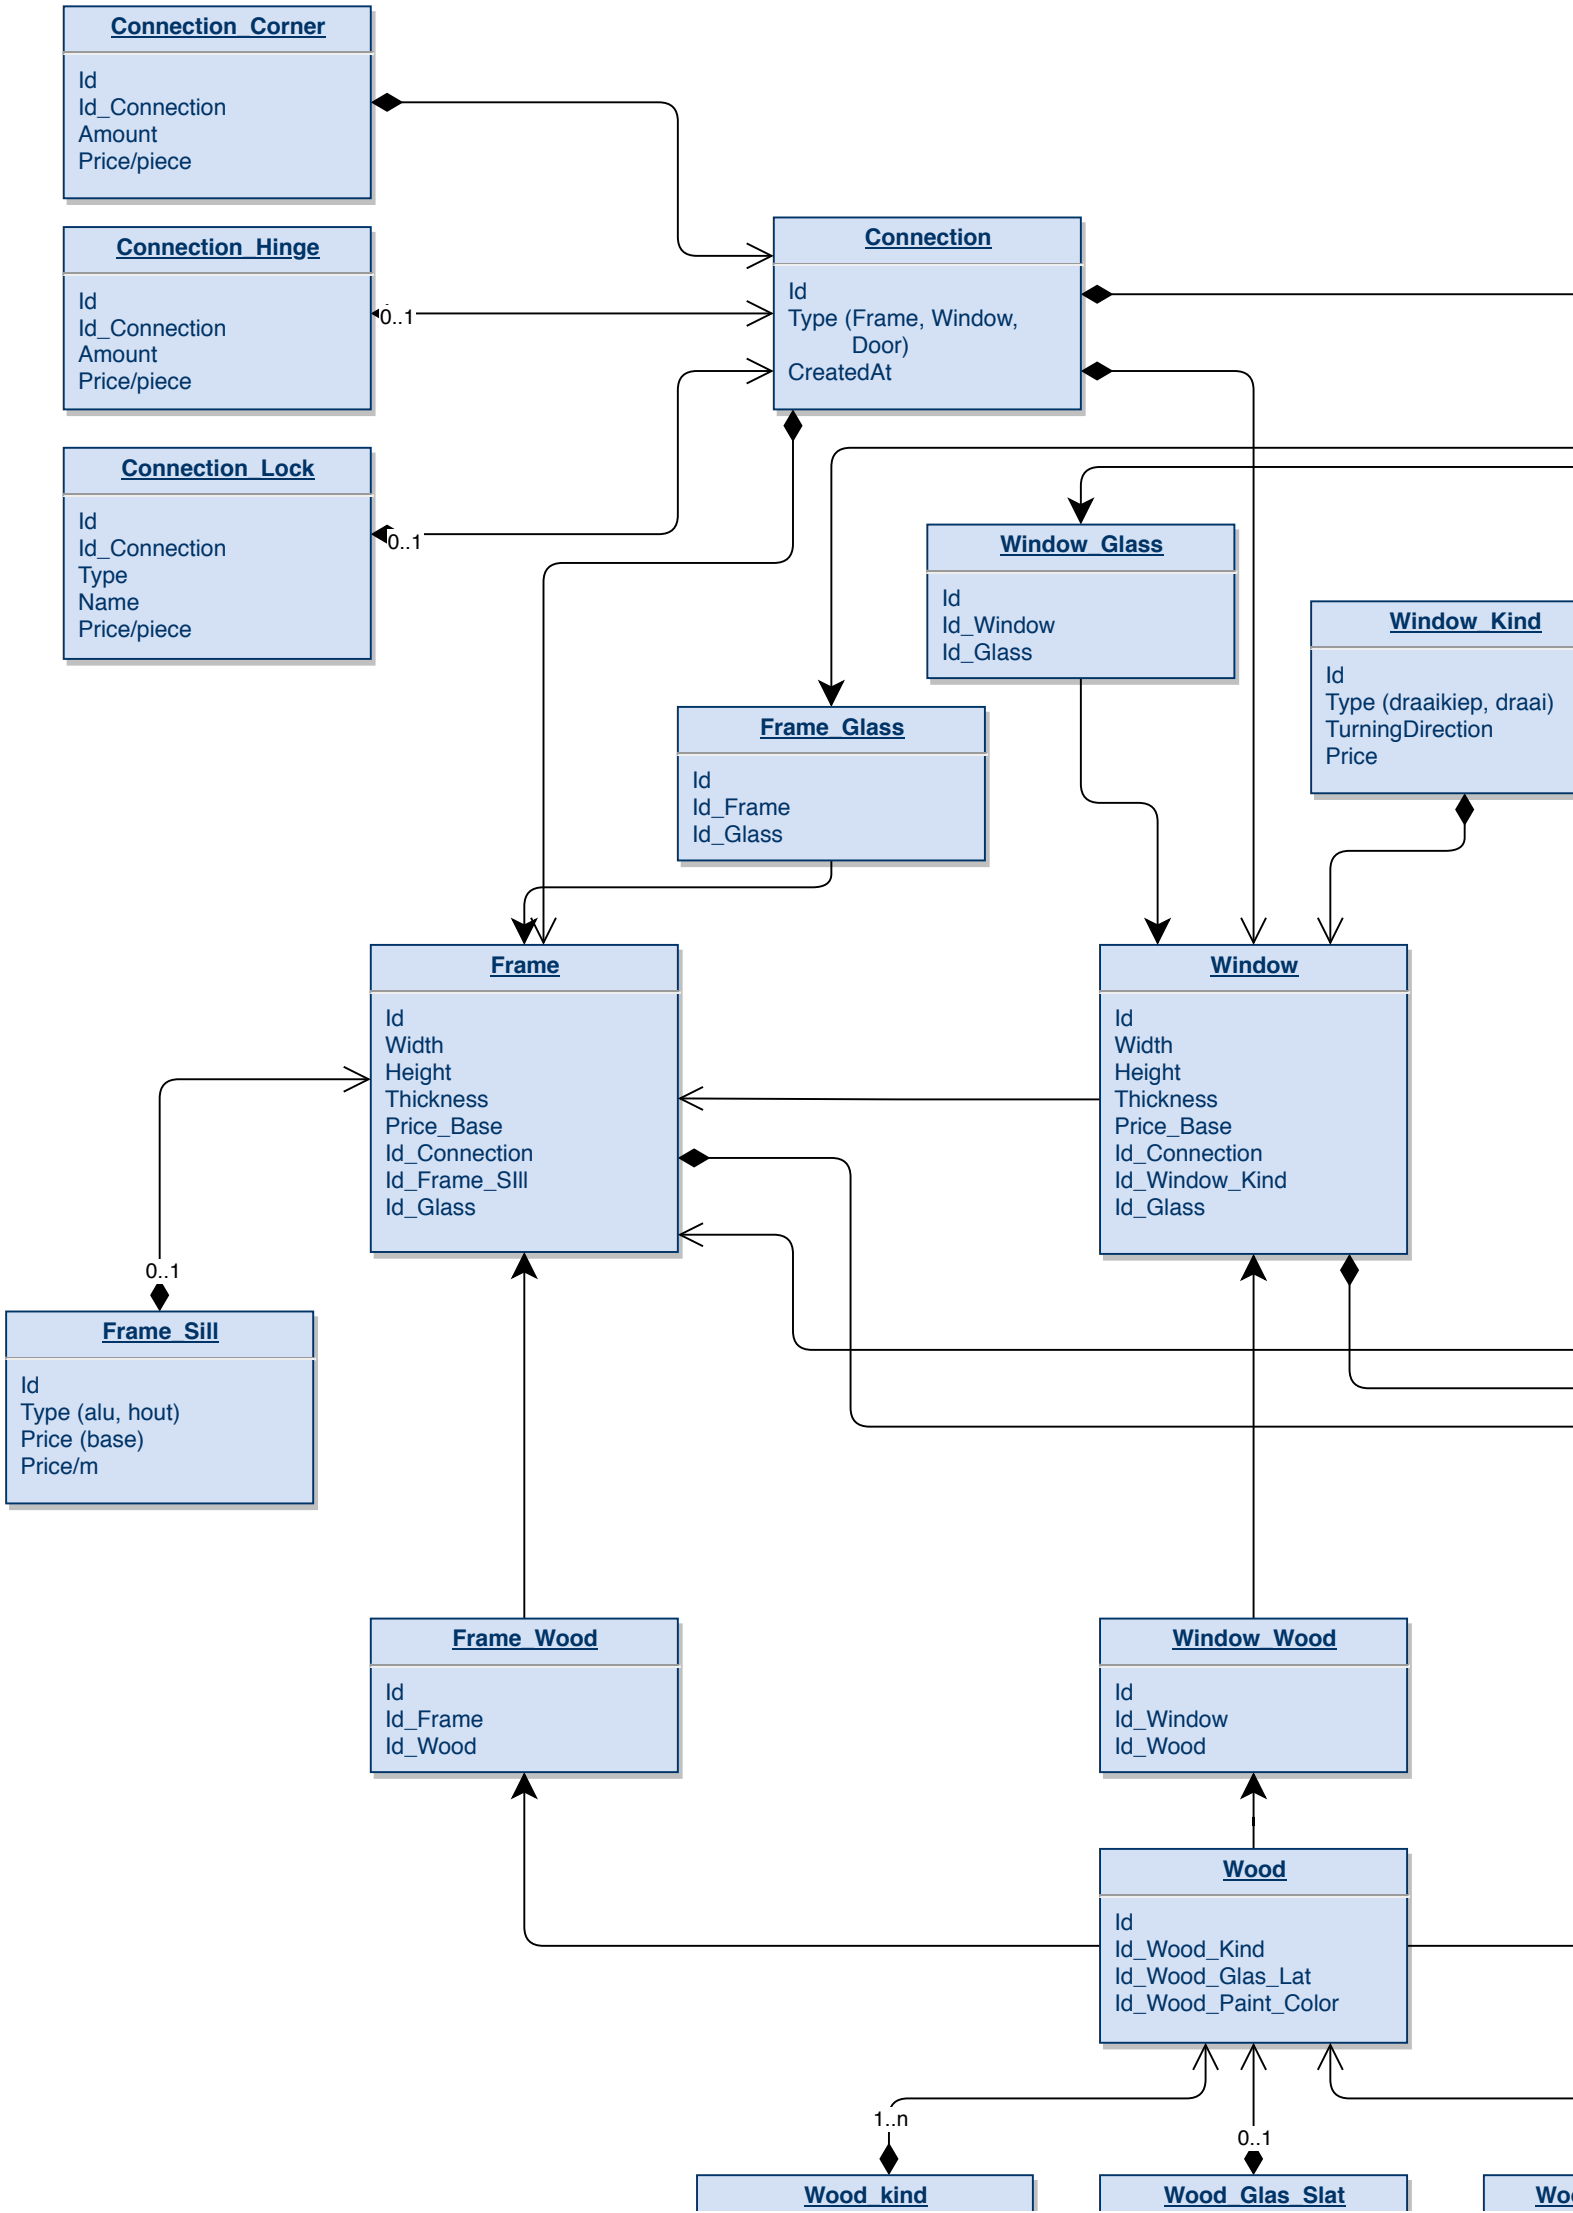 Connection_Corner
Id
Id_Connection
Amount
Price/piece
Connection_Hinge
Id
Id_Connection
Amount
Price/piece
0..1
Connection_Lock
Id
Id_Connection
Type
Name
Price/piece
0..1
Connection
Id
Type (Frame, Window,
Door)
CreatedAt
Window_Glass
Id
Id_Window
Id_Glass
Window_Kind
Id
Type (draaikiep, draai)
TurningDirection
Price
Frame_Glass
Id
Id_Frame
Id_Glass
Frame
Id
Width
Height
Thickness
Price_Base
Id_Connection
Id_Frame_SIll
Id_Glass
Window
Id
Width
Height
Thickness
Price_Base
Id_Connection
Id_Window_Kind
Id_Glass
0..1
Frame_Sill
Id
Type (alu, hout)
Price (base)
Price/m
Frame_Wood
Id
Id_Frame
Id_Wood
Window_Wood
Id
Id_Window
Id_Wood
Wood
Id
Id_Wood_Kind
Id_Wood_Glas_Lat
Id_Wood_Paint_Color
1..n
0..1
Wood_kind
Wood_Glas_Slat